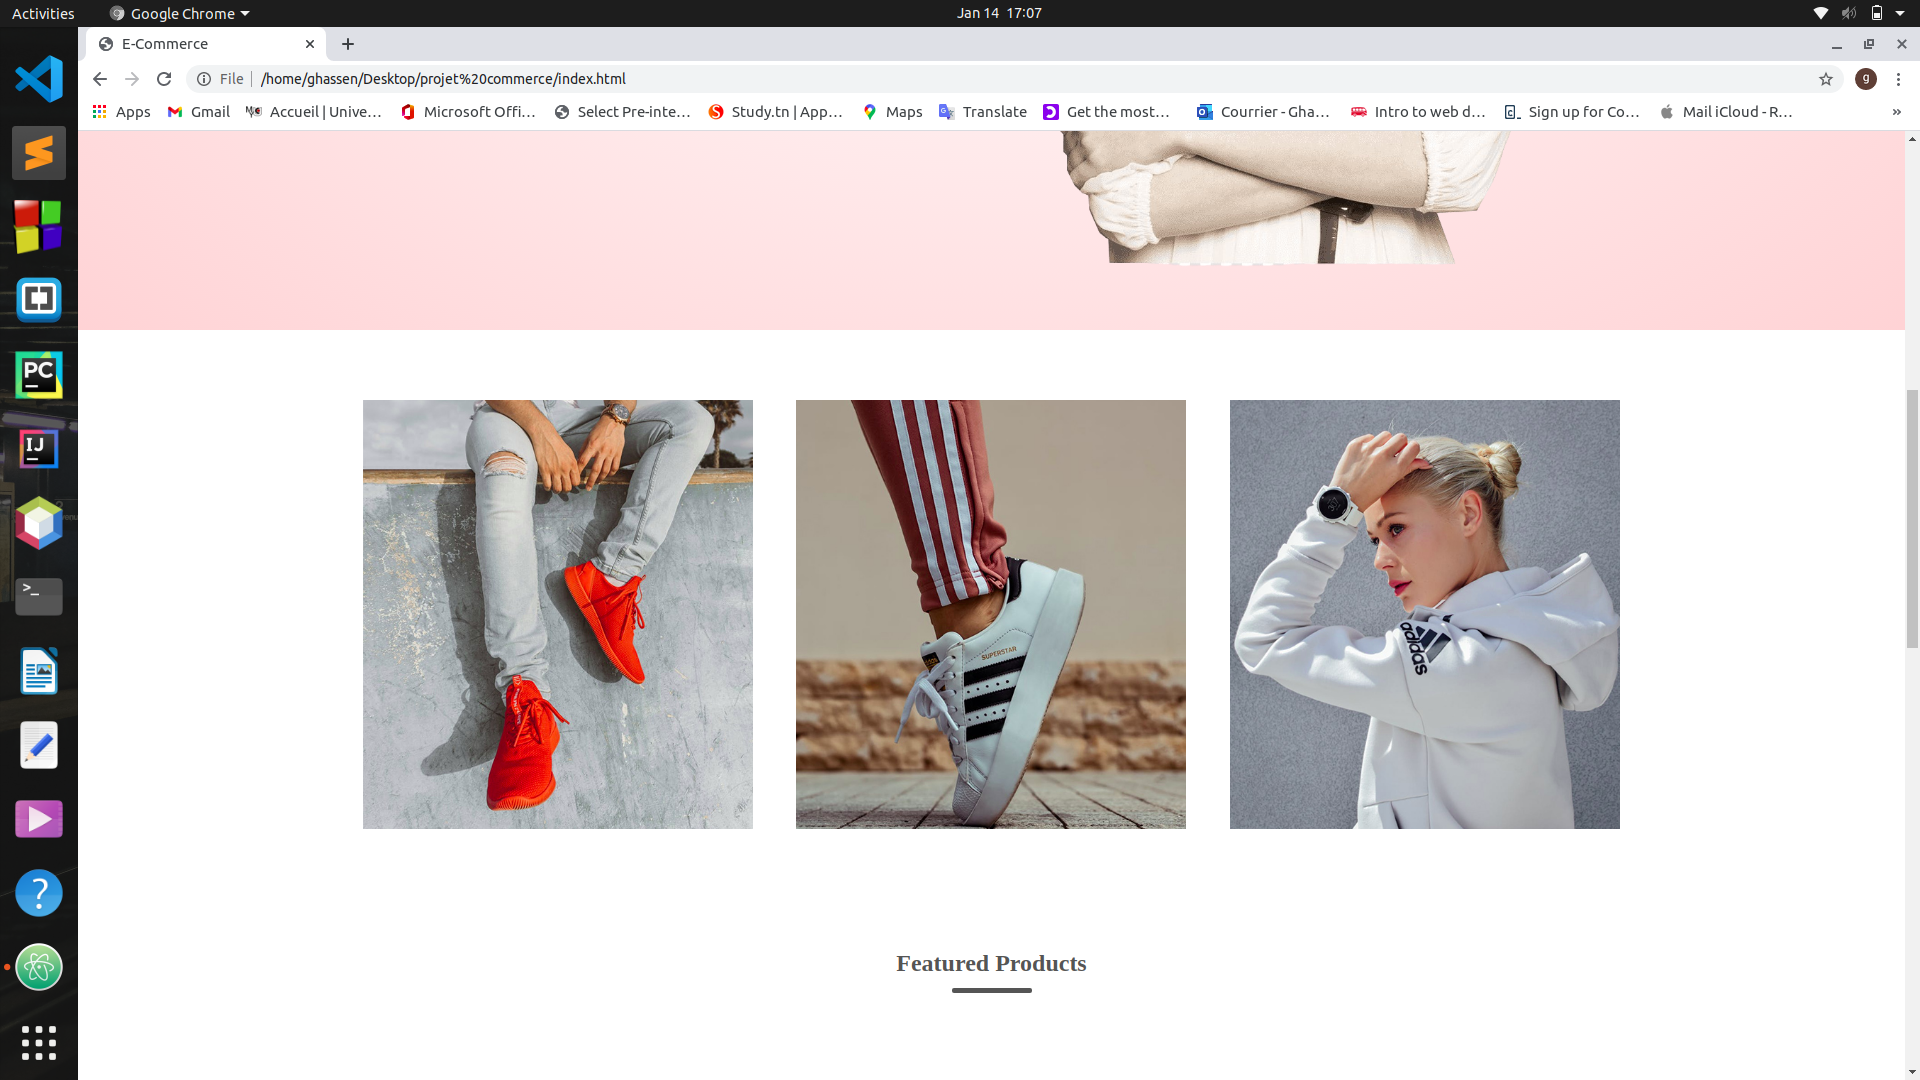 Activities
Google Chrome
Jan 14 17:07
E-Commerce
File
/home/ghassen/Desktop/projet%20commerce/index.html
g
Apps
Gmail
Accueil | Unive…
Microsoft Offi…
Select Pre-inte…
Study.tn | App…
Maps
Translate
Get the most…
Courrier - Gha…
Intro to web d…
Sign up for Co…
Mail iCloud - R…
»
PC
IJ
>_
SUPERSTAR
adidas
?
Featured Products